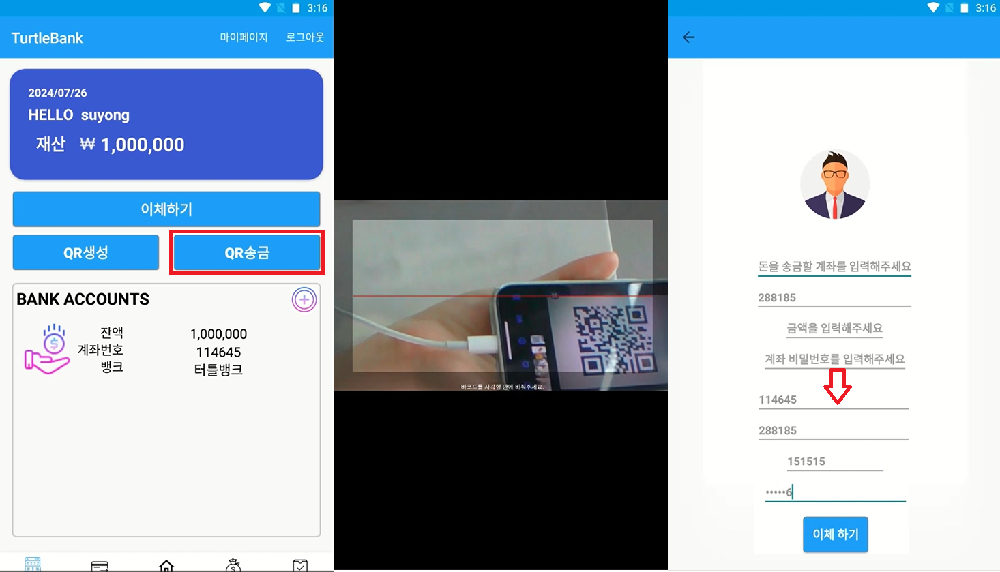 3:16
TurtleBank
마이페이지
로그아웃
2024/07/26
HELLO suyong
재산 ₩ 1,000,000
이체하기
QR생성
QR송금
BANK ACCOUNTS
잔액 1,000,000
계좌번호 114645
뱅크 터틀뱅크
바코드를 사각형 안에 비춰주세요.
3:16
돈을 송금할 계좌를 입력해주세요
288185
금액을 입력해주세요
계좌 비밀번호를 입력해주세요
114645
288185
151515
•••••6
이체 하기